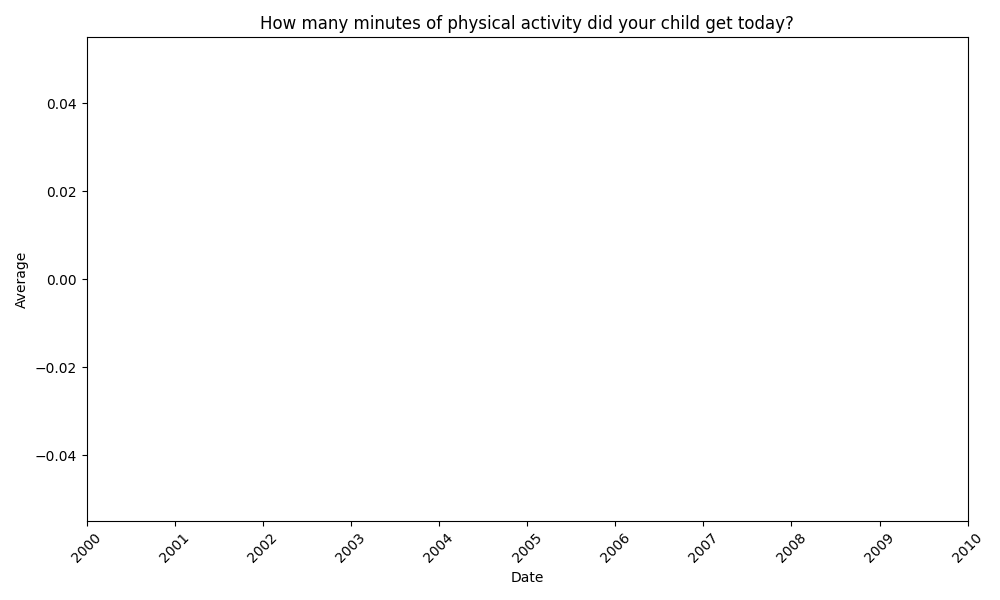 How many minutes of physical activity did your child get today?
0.04
0.02
0.00
−0.02
−0.04
Average
2000 2001 2002 2003 2004 2005 2006 2007 2008 2009 2010
Date